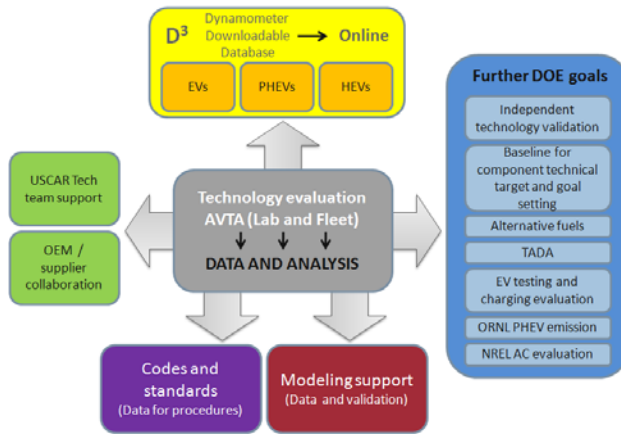 D³
Dynamometer
Downloadable
Database
Online
EVs
PHEVs
HEVs
USCAR Tech
team support
OEM /
supplier
collaboration
Technology evaluation
AVTA (Lab and Fleet)
DATA AND ANALYSIS
Codes and
standards
(Data for procedures)
Modeling support
(Data and validation)
Further DOE goals
Independent
technology validation
Baseline for
component technical
target and goal
setting
Alternative fuels
TADA
EV testing and
charging evaluation
ORNL PHEV emission
NREL AC evaluation